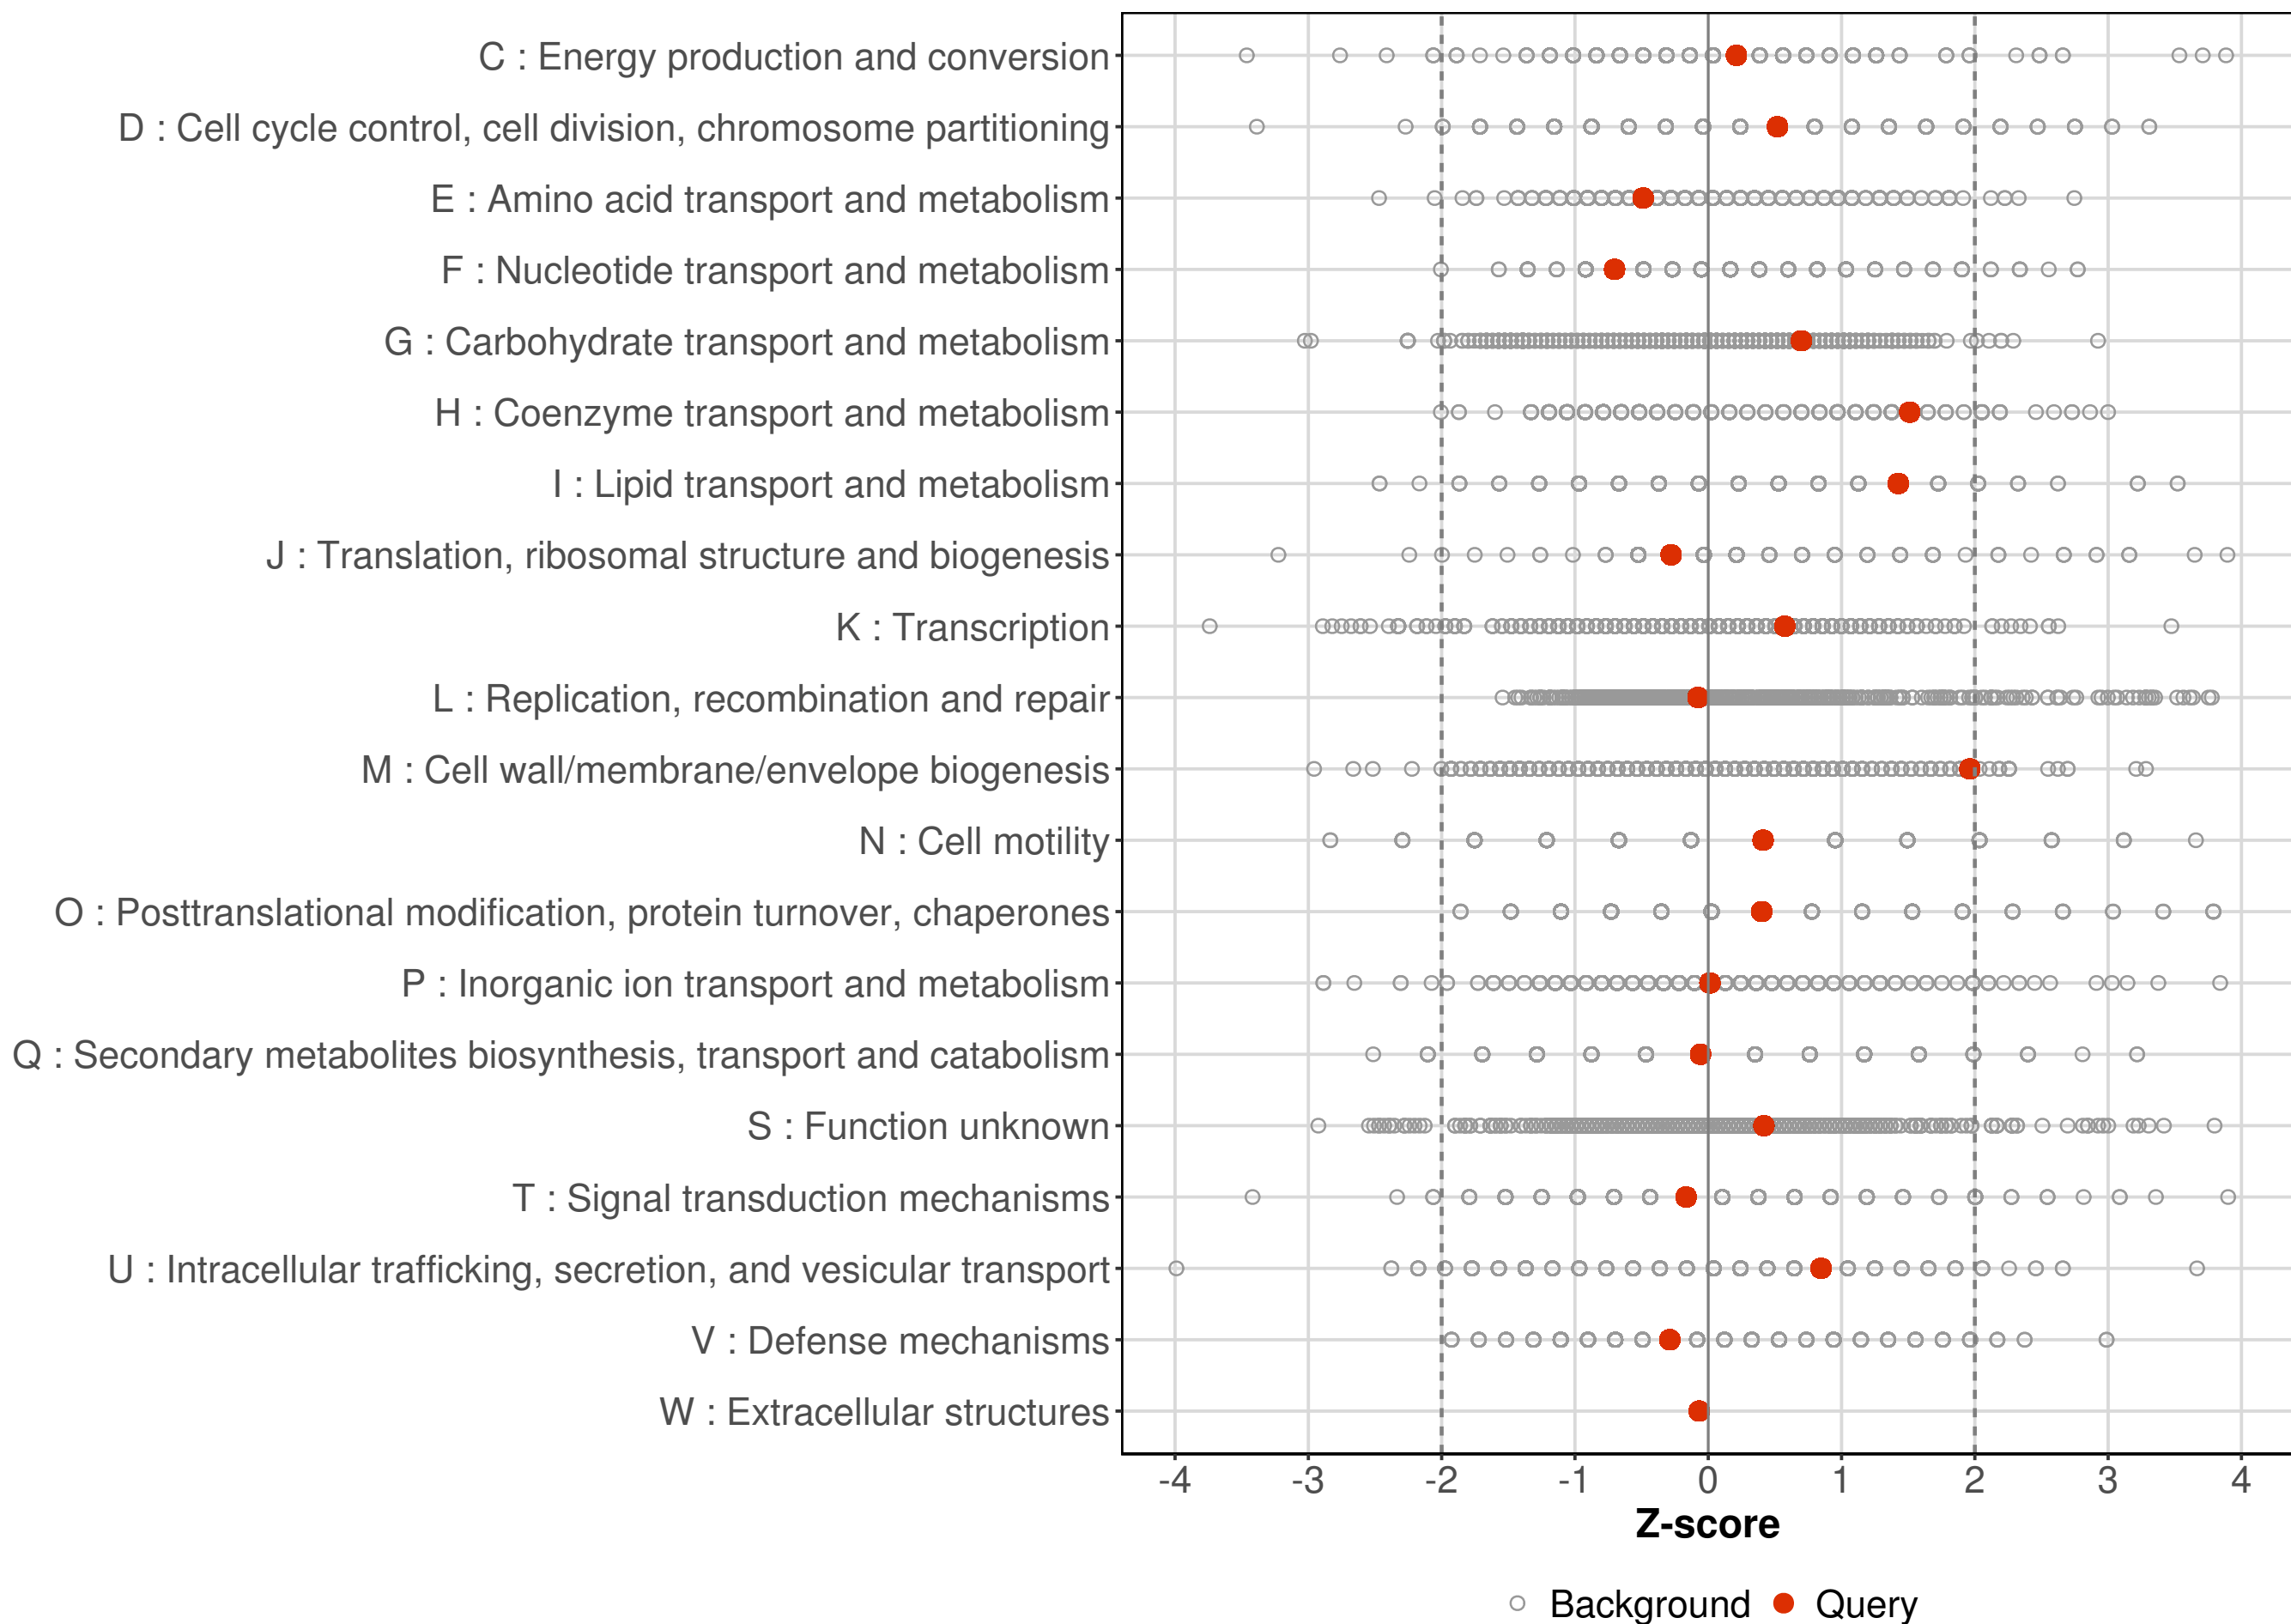 C : Energy production and conversion
D : Cell cycle control, cell division, chromosome partitioning
E : Amino acid transport and metabolism
F : Nucleotide transport and metabolism
G : Carbohydrate transport and metabolism
H : Coenzyme transport and metabolism
I : Lipid transport and metabolism
J : Translation, ribosomal structure and biogenesis
K : Transcription
L : Replication, recombination and repair
M : Cell wall/membrane/envelope biogenesis
N : Cell motility
O : Posttranslational modification, protein turnover, chaperones
P : Inorganic ion transport and metabolism
Q : Secondary metabolites biosynthesis, transport and catabolism
S : Function unknown
T : Signal transduction mechanisms
U : Intracellular trafficking, secretion, and vesicular transport
V : Defense mechanisms
W : Extracellular structures
-4 -3 -2 -1 0 1 2 3 4
Z-score
Background Query